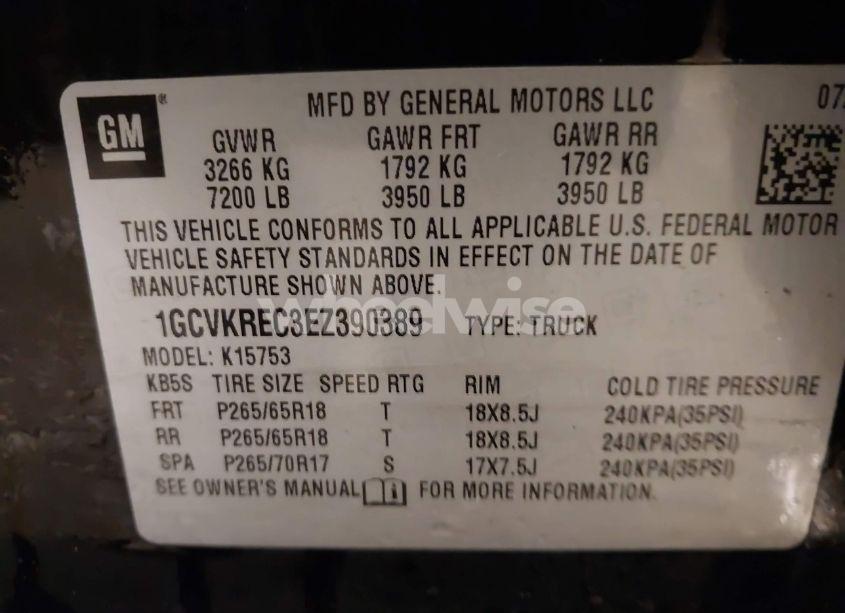 GM
MFD BY GENERAL MOTORS LLC 07/
GVWR GAWR FRT GAWR RR
3266 KG 1792 KG 1792 KG
7200 LB 3950 LB 3950 LB
THIS VEHICLE CONFORMS TO ALL APPLICABLE U.S. FEDERAL MOTOR
VEHICLE SAFETY STANDARDS IN EFFECT ON THE DATE OF
MANUFACTURE SHOWN ABOVE.
wheelwise
1GCVKREC3EZ390389 TYPE: TRUCK
MODEL: K15753
KB5S TIRE SIZE SPEED RTG RIM COLD TIRE PRESSURE
FRT P265/65R18 T 18X8.5J 240KPA(35PSI)
RR P265/65R18 T 18X8.5J 240KPA(35PSI)
SPA P265/70R17 S 17X7.5J 240KPA(35PSI)
SEE OWNER'S MANUAL FOR MORE INFORMATION.